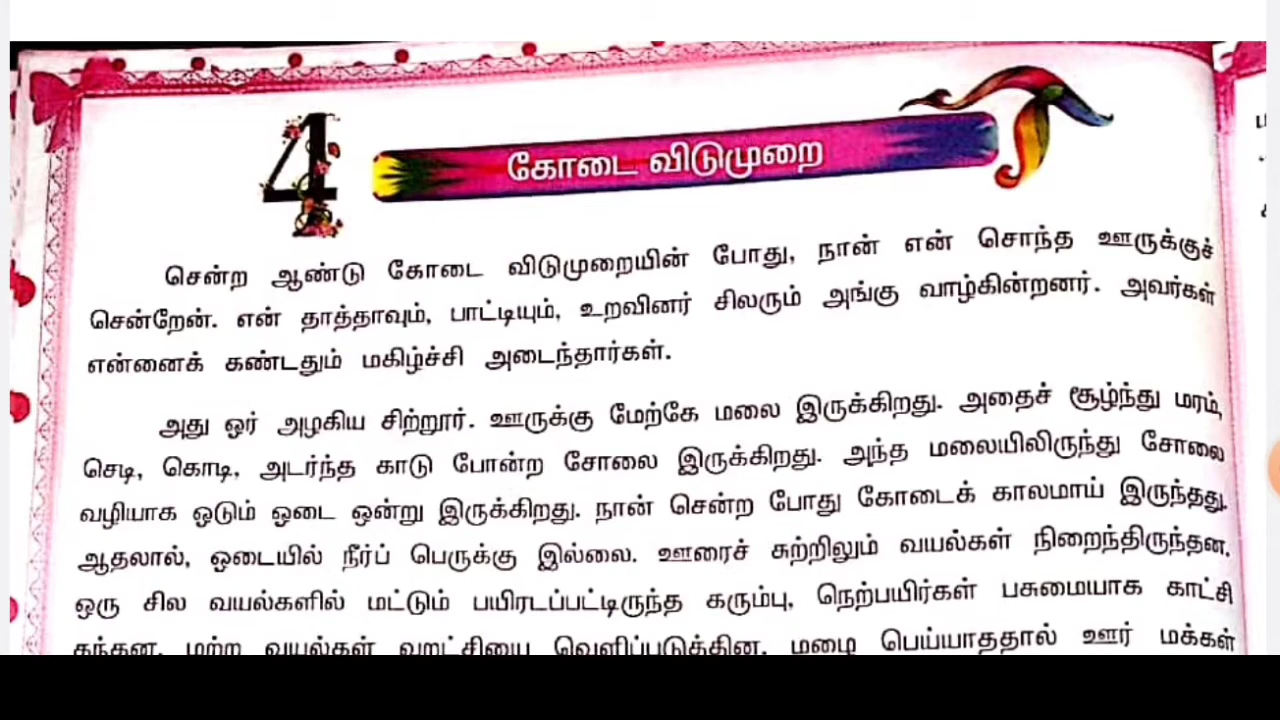 4
கோடை விடுமுறை
சென்ற ஆண்டு கோடை விடுமுறையின் போது, நான் என் சொந்த ஊருக்குச்
சென்றேன். என் தாத்தாவும், பாட்டியும், உறவினர் சிலரும் அங்கு வாழ்கின்றனர். அவர்கள்
என்னைக் கண்டதும் மகிழ்ச்சி அடைந்தார்கள்.
அது ஓர் அழகிய சிற்றூர். ஊருக்கு மேற்கே மலை இருக்கிறது. அதைச் சூழ்ந்து மரம்,
செடி, கொடி, அடர்ந்த காடு போன்ற சோலை இருக்கிறது. அந்த மலையிலிருந்து சோலை
வழியாக ஓடும் ஓடை ஒன்று இருக்கிறது. நான் சென்ற போது கோடைக் காலமாய் இருந்தது.
ஆதலால், ஓடையில் நீர்ப் பெருக்கு இல்லை. ஊரைச் சுற்றிலும் வயல்கள் நிறைந்திருந்தன.
ஒரு சில வயல்களில் மட்டும் பயிரடப்பட்டிருந்த கரும்பு, நெற்பயிர்கள் பசுமையாக காட்சி
தந்தன. மற்ற வயல்கள் வறட்சியை வெளிப்படுத்தின. மழை பெய்யாததால் ஊர் மக்கள்